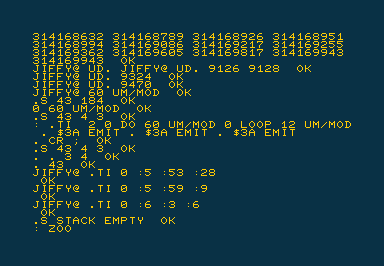 314168632 314168789 314168926 314168951
314168994 314169086 314169217 314169255
314169362 314169605 314169817 314169943
314169943  OK
JIFFY@ UD. JIFFY@ UD. 9126 9128  OK
JIFFY@ UD. 9324  OK
JIFFY@ UD. 9470  OK
JIFFY@ 60 UM/MOD  OK
.S 43 184  OK
0 60 UM/MOD  OK
.S 43 4 3  OK
: .TI  2 0 DO 60 UM/MOD 0 LOOP 12 UM/MOD
 . $3A EMIT . $3A EMIT . $3A EMIT
. CR ;  OK
.S 43 4 3  OK
. . 3 4  OK
. 43  OK
JIFFY@ .TI 0 :5 :53 :28
 OK
JIFFY@ .TI 0 :5 :59 :9
 OK
JIFFY@ .TI 0 :6 :3 :6
 OK
.S STACK EMPTY  OK
: ZOO